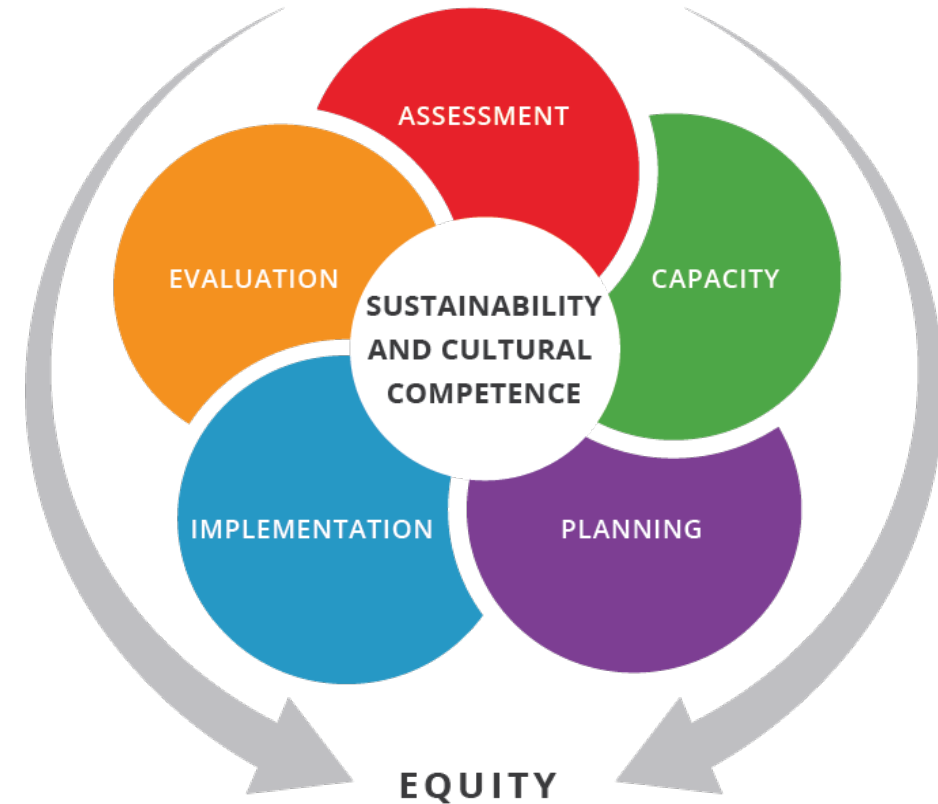 ASSESSMENT
EVALUATION
CAPACITY
SUSTAINABILITY
AND CULTURAL
COMPETENCE
IMPLEMENTATION
PLANNING
EQUITY